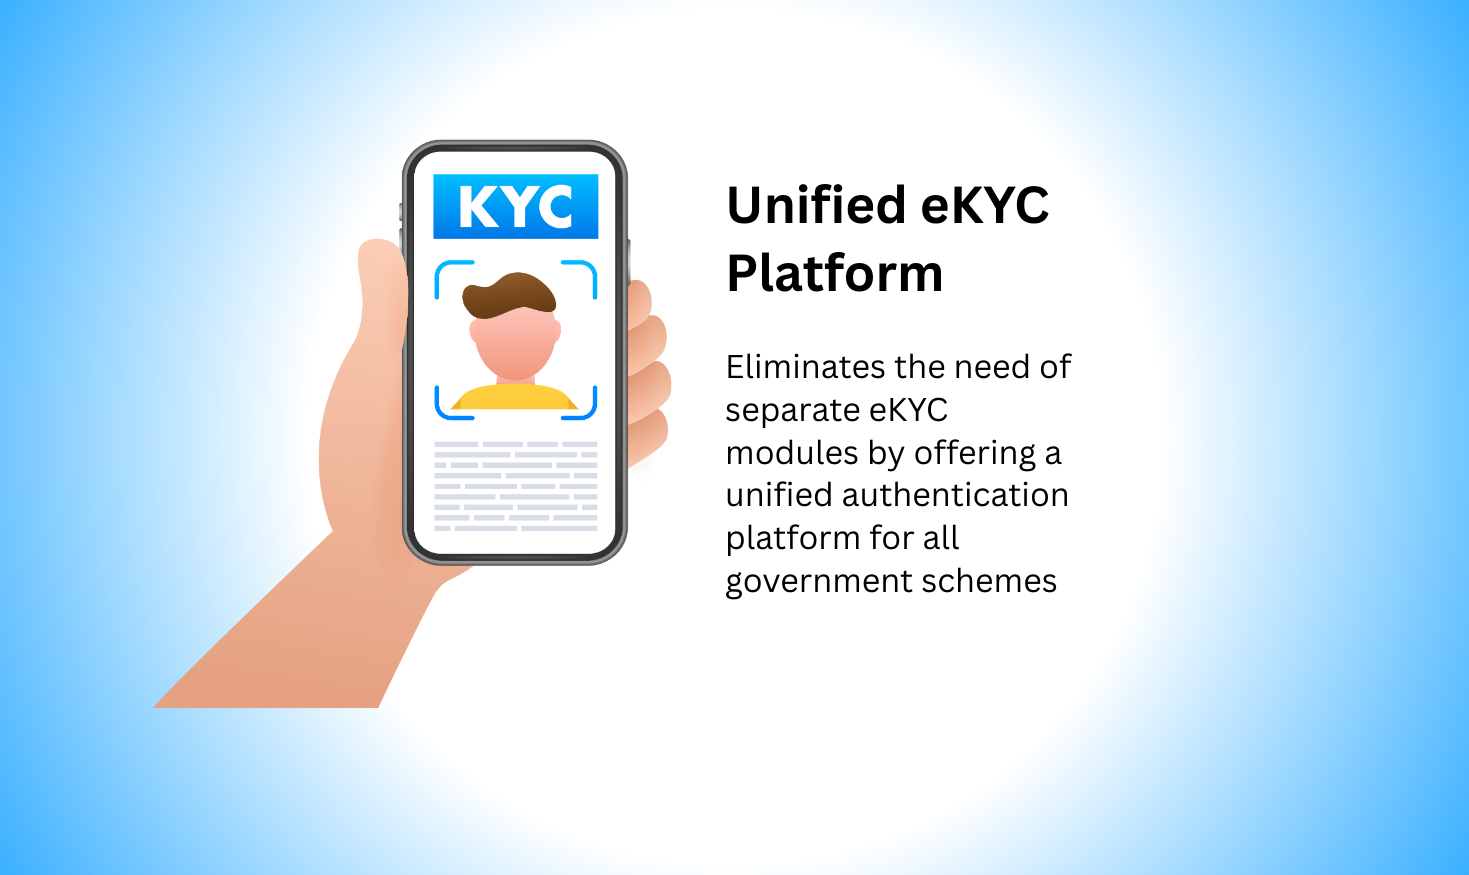 KYC
Unified eKYC
Platform
Eliminates the need of
separate eKYC
modules by offering a
unified authentication
platform for all
government schemes